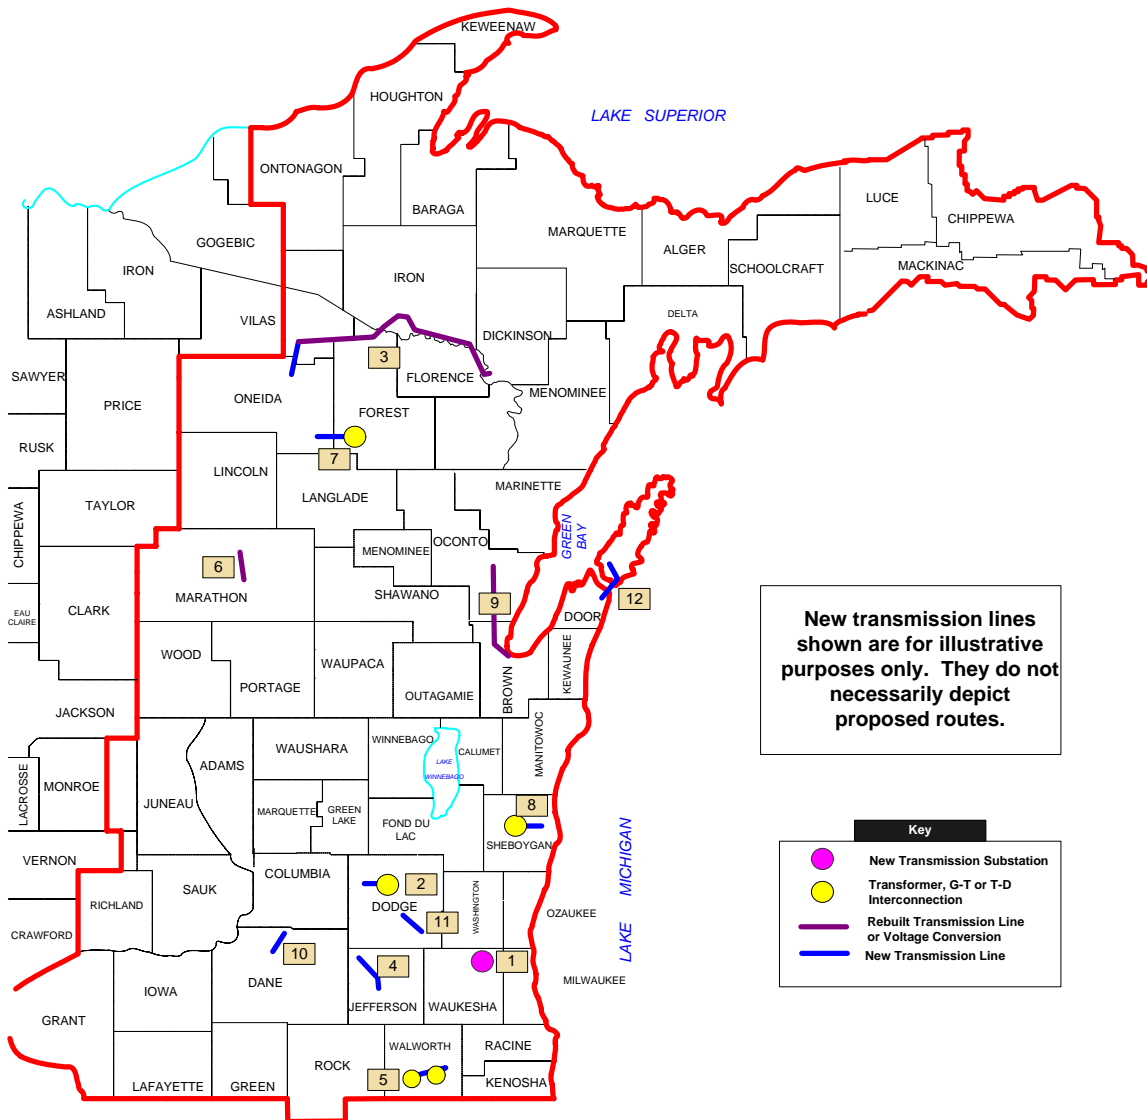 KEWEENAW
HOUGHTON
LAKE SUPERIOR
ONTONAGON
BARAGA
LUCE
CHIPPEWA
MARQUETTE
GOGEBIC
ALGER
SCHOOLCRAFT
MACKINAC
IRON
IRON
ASHLAND
VILAS
DICKINSON
DELTA
3
SAWYER
FLORENCE
MENOMINEE
PRICE
ONEIDA
FOREST
RUSK
7
LINCOLN
LANGLADE
MARINETTE
TAYLOR
CHIPPEWA
GREEN
BAY
OCONTO
MENOMINEE
6
MARATHON
SHAWANO
9
12
CLARK
EAU
CLAIRE
DOOR
New transmission lines
shown are for illustrative
purposes only. They do not
necessarily depict
proposed routes.
WOOD
WAUPACA
KEWAUNEE
PORTAGE
OUTAGAMIE
BROWN
JACKSON
WAUSHARA
WINNEBAGO
CALUMET
MANITOWOC
LAKE
WINNEBAGO
ADAMS
LACROSSE
MONROE
JUNEAU
MARQUETTE
GREEN
LAKE
FOND DU
LAC
8
SHEBOYGAN
LAKE MICHIGAN
VERNON
COLUMBIA
SAUK
2
DODGE
11
WASHINGTON
OZAUKEE
RICHLAND
CRAWFORD
10
4
1
DANE
MILWAUKEE
IOWA
JEFFERSON
WAUKESHA
GRANT
ROCK
WALWORTH
RACINE
5
LAFAYETTE
GREEN
KENOSHA
Key
New Transmission Substation
Transformer, G-T or T-D
Interconnection
Rebuilt Transmission Line
or Voltage Conversion
New Transmission Line